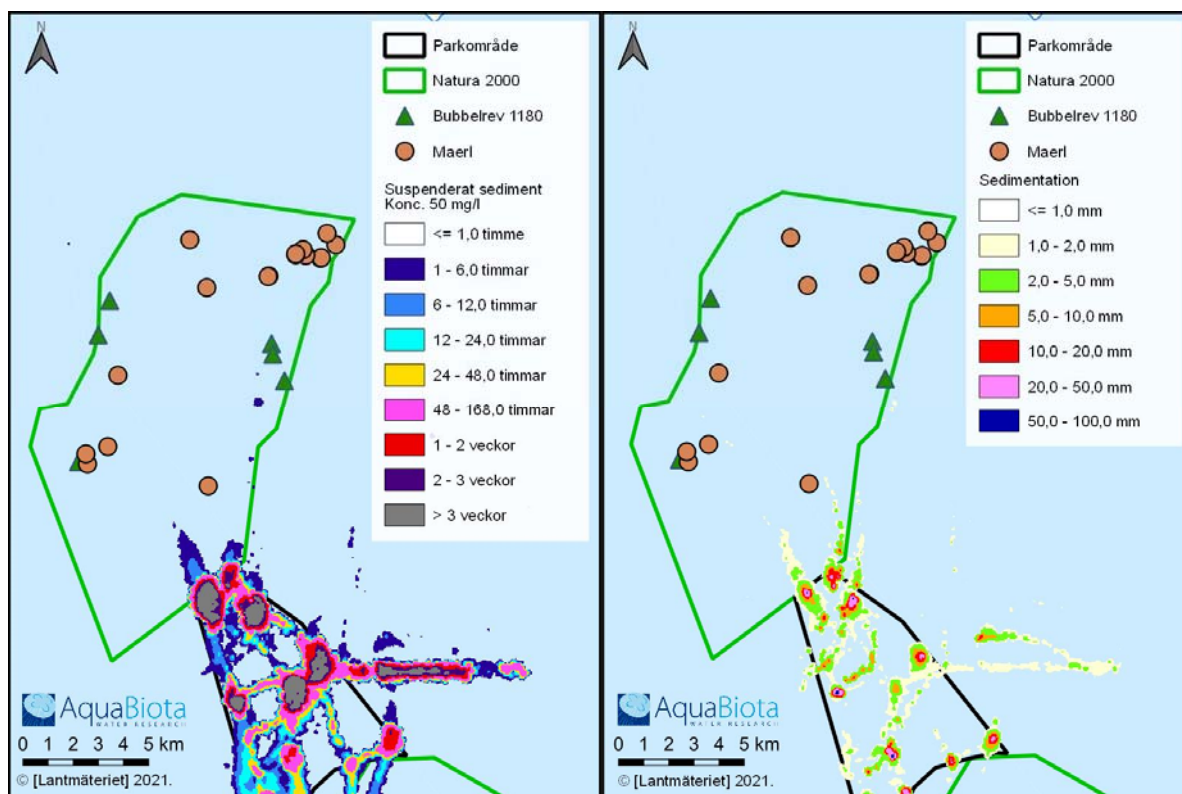 N
Parkområde
Natura 2000
Bubbelrev 1180
Maerl
Suspenderat sediment
Konc. 50 mg/l
<= 1,0 timme
1 - 6,0 timmar
6 - 12,0 timmar
12 - 24,0 timmar
24 - 48,0 timmar
48 - 168,0 timmar
1 - 2 veckor
2 - 3 veckor
> 3 veckor
AquaBiota
WATER RESEARCH
0 1 2 3 4 5 km
© [Lantmäteriet] 2021.
N
Parkområde
Natura 2000
Bubbelrev 1180
Maerl
Sedimentation
<= 1,0 mm
1,0 - 2,0 mm
2,0 - 5,0 mm
5,0 - 10,0 mm
10,0 - 20,0 mm
20,0 - 50,0 mm
50,0 - 100,0 mm
AquaBiota
WATER RESEARCH
0 1 2 3 4 5 km
© [Lantmäteriet] 2021.